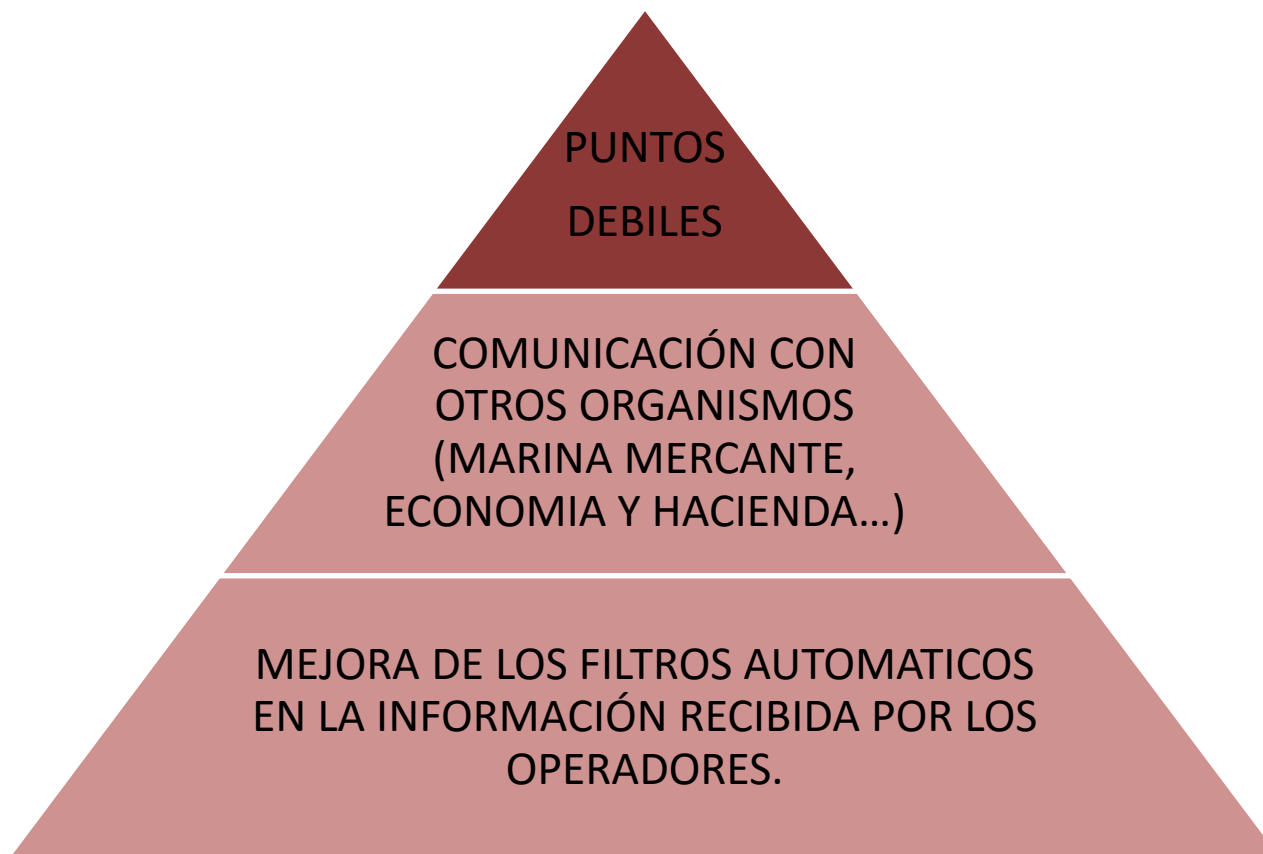 PUNTOS
DEBILES
COMUNICACIÓN CON
OTROS ORGANISMOS
(MARINA MERCANTE,
ECONOMIA Y HACIENDA…)
MEJORA DE LOS FILTROS AUTOMATICOS
EN LA INFORMACIÓN RECIBIDA POR LOS
OPERADORES.